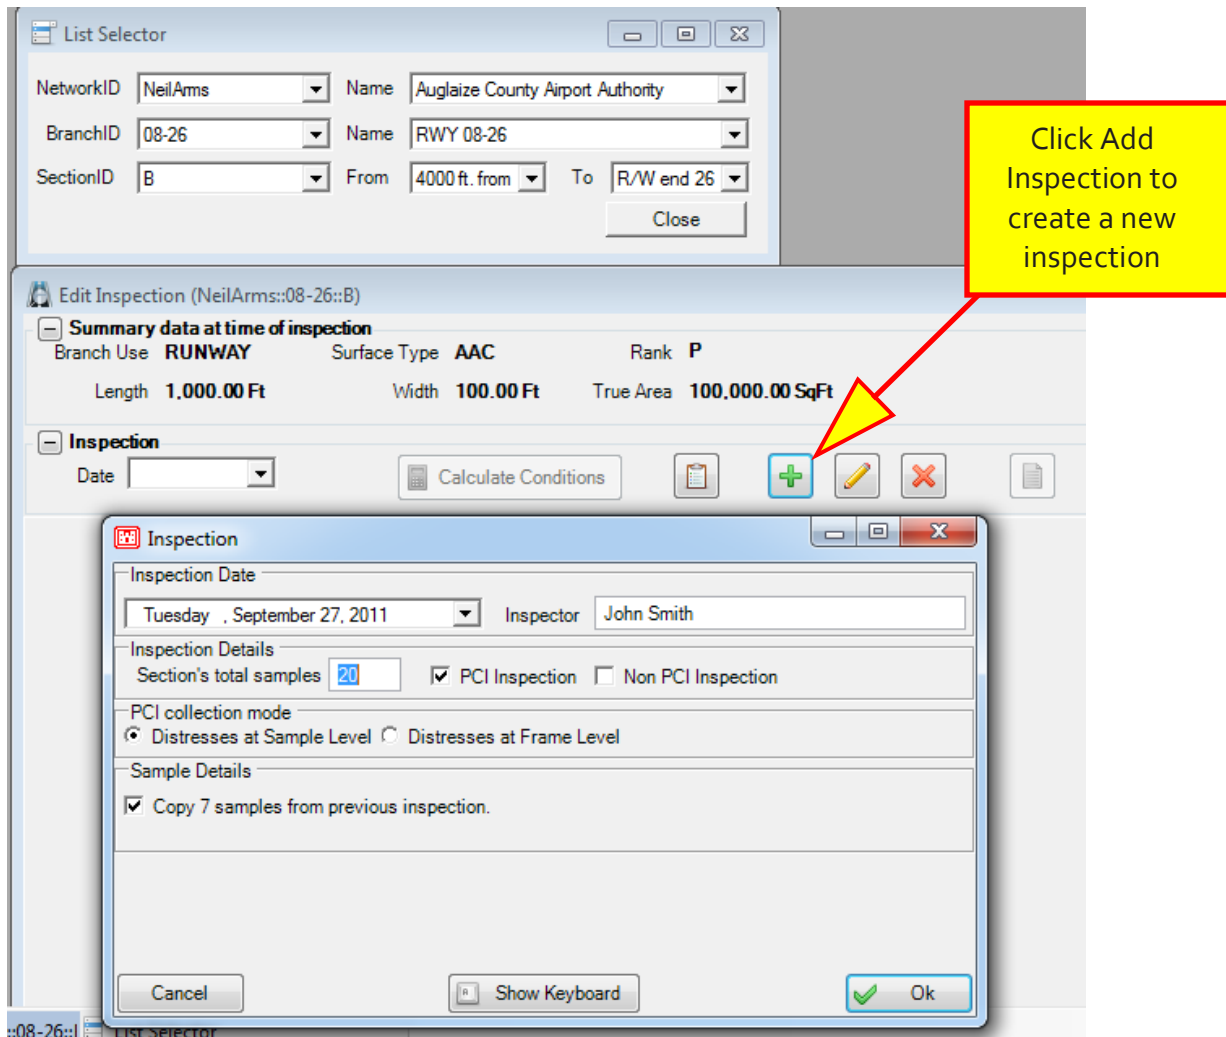 List Selector
NetworkID NeilArms Name Auglaize County Airport Authority
BranchID 08-26 Name RWY 08-26
SectionID B From 4000 ft. from To R/W end 26
Close
Click Add
Inspection to
create a new
inspection
Edit Inspection (NeilArms::08-26::B)
Summary data at time of inspection
Branch Use RUNWAY Surface Type AAC Rank P
Length 1,000.00 Ft Width 100.00 Ft True Area 100,000.00 SqFt
Inspection
Date Calculate Conditions
Inspection
Inspection Date
Tuesday , September 27, 2011 Inspector John Smith
Inspection Details
Section's total samples 20 PCI Inspection Non PCI Inspection
PCI collection mode
Distresses at Sample Level Distresses at Frame Level
Sample Details
Copy 7 samples from previous inspection.
Cancel Show Keyboard Ok
::08-26::I List Selector